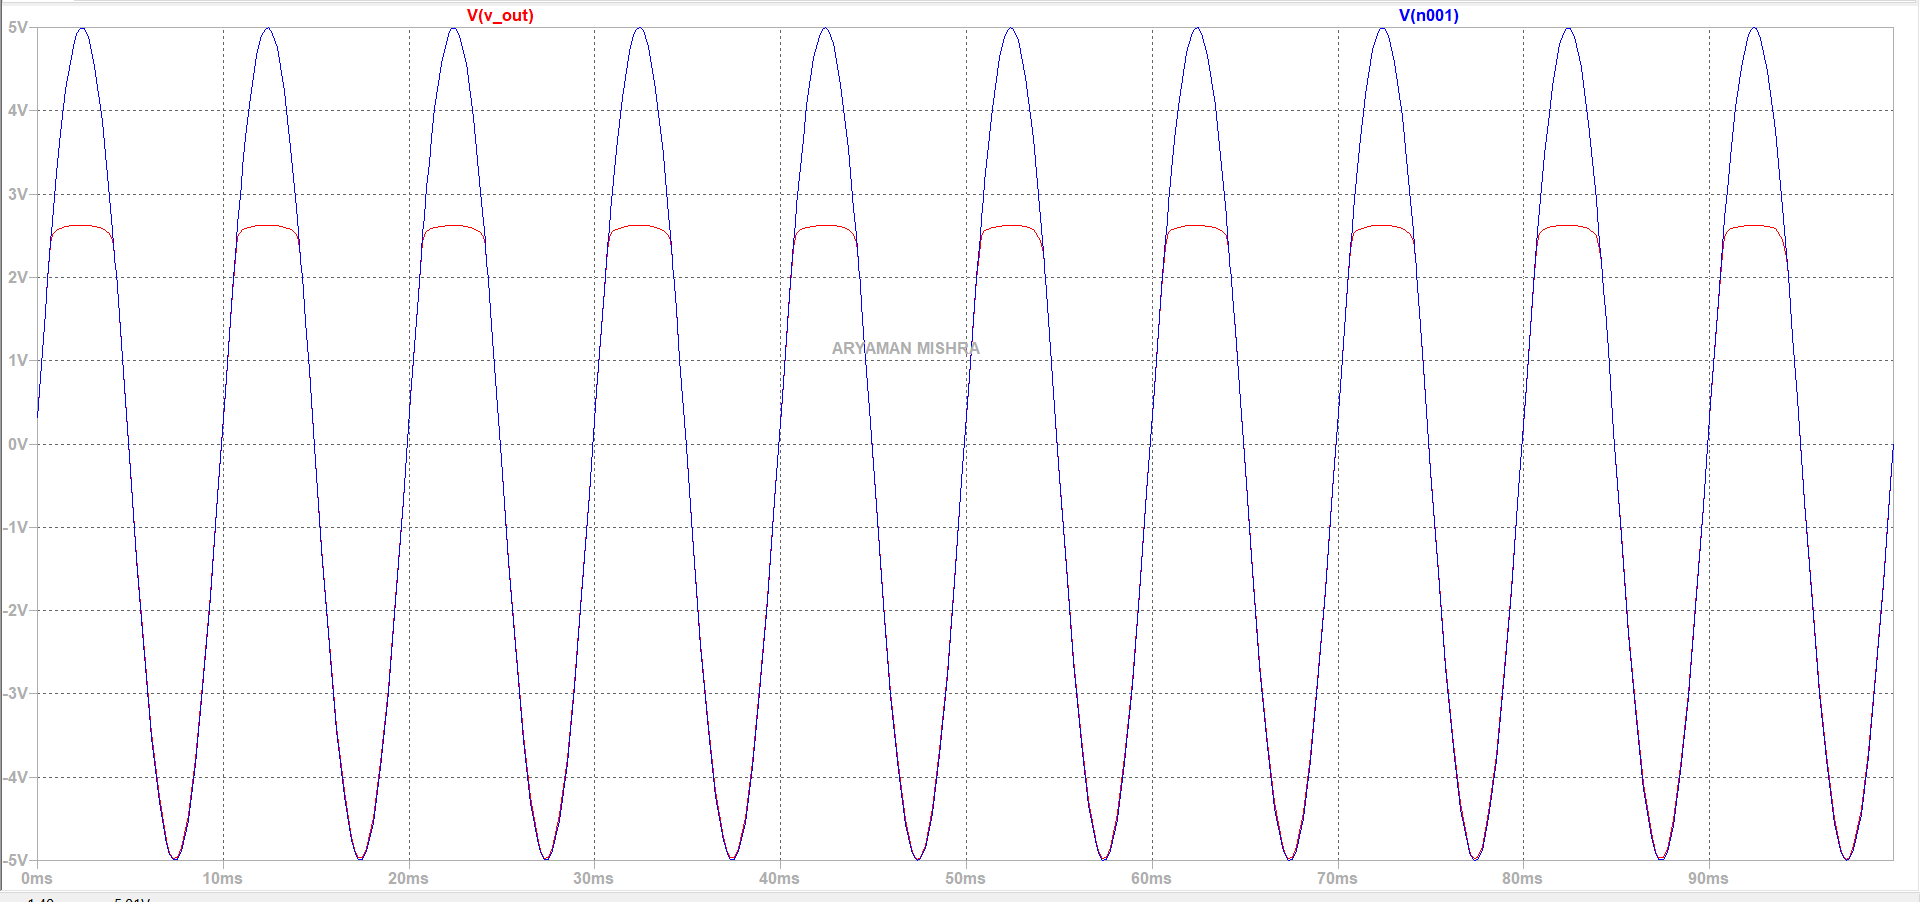 V(v_out) V(n001)
5V
4V
3V
2V
1V
ARYAMAN MISHRA
0V
-1V
-2V
-3V
-4V
-5V
0ms 10ms 20ms 30ms 40ms 50ms 60ms 70ms 80ms 90ms